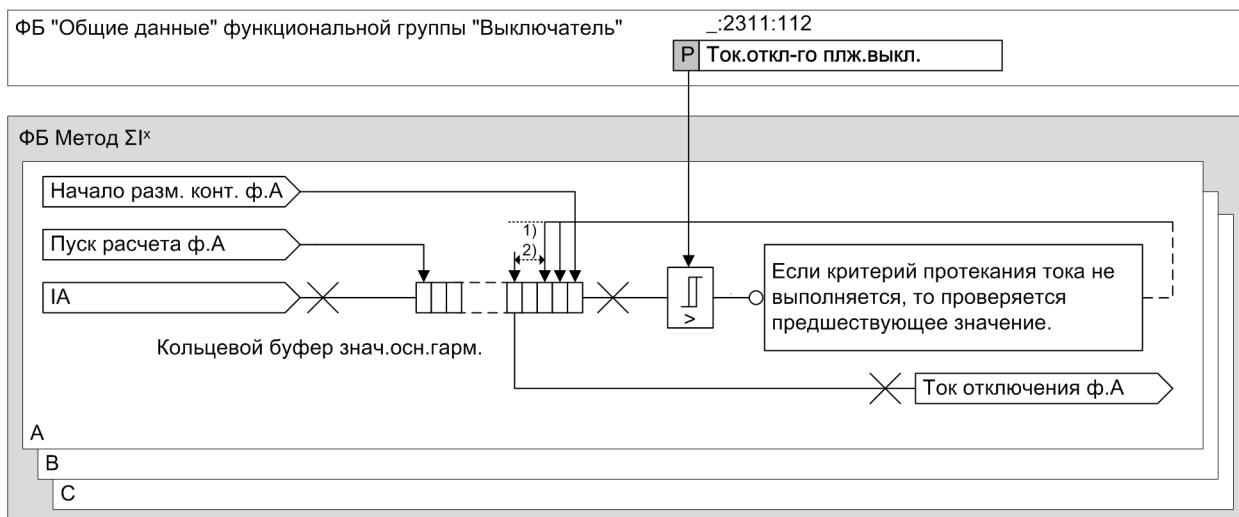 ФБ "Общие данные" функциональной группы "Выключатель"
_:2311:112
P Ток.откл-го плж.выкл.
ФБ Метод ΣIˣ
Начало разм. конт. ф.А
1)
Пуск расчета ф.А
2)
IA
Если критерий протекания тока не
выполняется, то проверяется
предшествующее значение.
>
Кольцевой буфер знач.осн.гарм.
Ток отключения ф.А
A
B
C